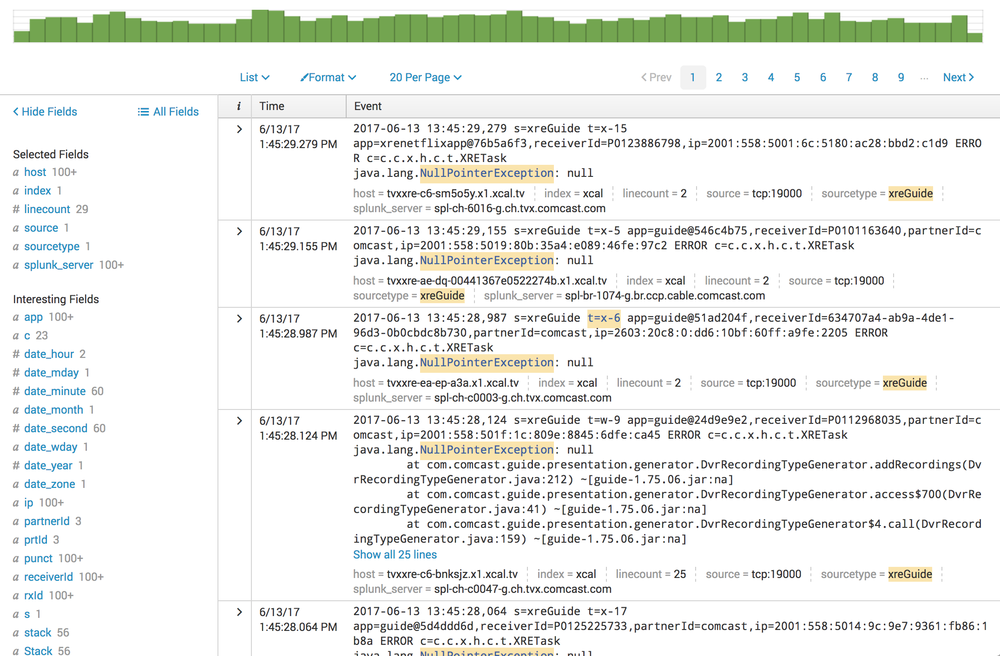 List Format 20 Per Page Prev 1 2 3 4 5 6 7 8 9 ... Next
Hide Fields All Fields
Selected Fields
a host 100+
a index 1
# linecount 29
a source 1
a sourcetype 1
a splunk_server 100+
Interesting Fields
a app 100+
a c 23
# date_hour 2
# date_mday 1
# date_minute 60
a date_month 1
# date_second 60
a date_wday 1
# date_year 1
a date_zone 1
a ip 100+
a partnerId 3
a prtId 3
a punct 100+
a receiverId 100+
a rxId 100+
a s 1
a stack 56
a Stack 56
i Time Event
6/13/17
1:45:29.279 PM
2017-06-13 13:45:29,279 s=xreGuide t=x-15
app=xrenetflixapp@76b5a6f3,receiverId=P0123886798,ip=2001:558:5001:6c:5180:ac28:bbd2:c1d9 ERRO
R c=c.c.x.h.c.t.XRETask
java.lang.NullPointerException: null
host = tvxxre-c6-sm5o5y.x1.xcal.tv index = xcal linecount = 2 source = tcp:19000 sourcetype = xreGuide
splunk_server = spl-ch-6016-g.ch.tvx.comcast.com
6/13/17
1:45:29.155 PM
2017-06-13 13:45:29,155 s=xreGuide t=x-5 app=guide@546c4b75,receiverId=P0101163640,partnerId=c
omcast,ip=2001:558:5019:80b:35a4:e089:46fe:97c2 ERROR c=c.c.x.h.c.t.XRETask
java.lang.NullPointerException: null
host = tvxxre-ae-dq-00441367e0522274b.x1.xcal.tv index = xcal linecount = 2 source = tcp:19000
sourcetype = xreGuide splunk_server = spl-br-1074-g.br.ccp.cable.comcast.com
6/13/17
1:45:28.987 PM
2017-06-13 13:45:28,987 s=xreGuide t=x-6 app=guide@51ad204f,receiverId=634707a4-ab9a-4de1-
96d3-0b0cbdc8b730,partnerId=comcast,ip=2603:20c8:0:dd6:10bf:60ff:a9fe:2205 ERROR
c=c.c.x.h.c.t.XRETask
java.lang.NullPointerException: null
host = tvxxre-ea-ep-a3a.x1.xcal.tv index = xcal linecount = 2 source = tcp:19000 sourcetype = xreGuide
splunk_server = spl-ch-c0003-g.ch.tvx.comcast.com
6/13/17
1:45:28.124 PM
2017-06-13 13:45:28,124 s=xreGuide t=w-9 app=guide@24d9e9e2,receiverId=P0112968035,partnerId=c
omcast,ip=2001:558:501f:1c:809e:8845:6dfe:ca45 ERROR c=c.c.x.h.c.t.XRETask
java.lang.NullPointerException: null
at com.comcast.guide.presentation.generator.DvrRecordingTypeGenerator.addRecordings(Dv
rRecordingTypeGenerator.java:212) ~[guide-1.75.06.jar:na]
at com.comcast.guide.presentation.generator.DvrRecordingTypeGenerator.access$700(DvrRe
cordingTypeGenerator.java:41) ~[guide-1.75.06.jar:na]
at com.comcast.guide.presentation.generator.DvrRecordingTypeGenerator$4.call(DvrRecord
ingTypeGenerator.java:159) ~[guide-1.75.06.jar:na]
Show all 25 lines
host = tvxxre-c6-bnksjz.x1.xcal.tv index = xcal linecount = 25 source = tcp:19000 sourcetype = xreGuide
splunk_server = spl-ch-c0047-g.ch.tvx.comcast.com
6/13/17
1:45:28.064 PM
2017-06-13 13:45:28,064 s=xreGuide t=x-17
app=guide@5d4ddd6d,receiverId=P0125225733,partnerId=comcast,ip=2001:558:5014:9c:9e7:9361:fb86:1
b8a ERROR c=c.c.x.h.c.t.XRETask
java.lang.NullPointerException: null